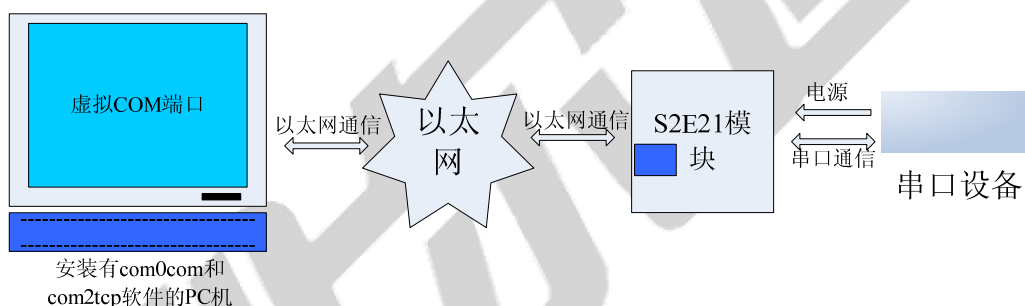 虚拟COM端口
以太网通信
以太
网
以太网通信
S2E21模
块
电源
串口通信
串口设备
安装有com0com和
com2tcp软件的PC机